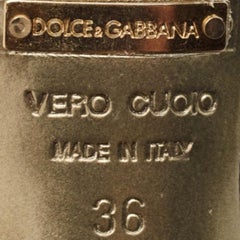 DOLCE & GABBANA
VERO CUOIO
MADE IN ITALY
36